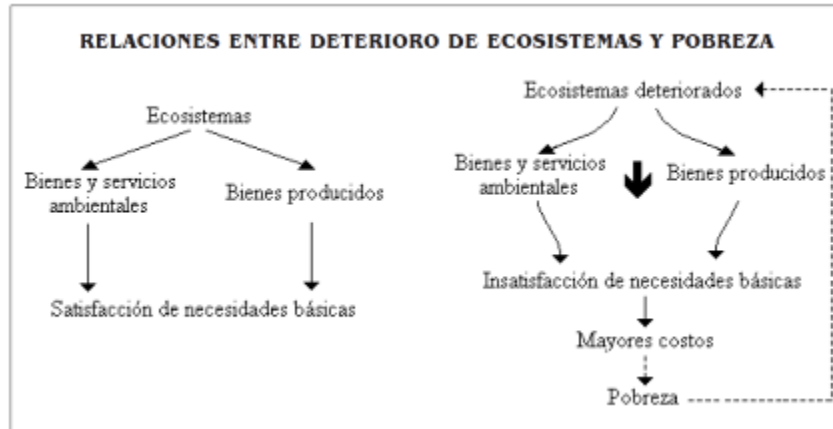 RELACIONES ENTRE DETERIORO DE ECOSISTEMAS Y POBREZA
Ecosistemas
Bienes y servicios
ambientales
Bienes producidos
Satisfacción de necesidades básicas
Ecosistemas deteriorados
Bienes y servicios
ambientales
Bienes producidos
Insatisfacción de necesidades básicas
Mayores costos
Pobreza